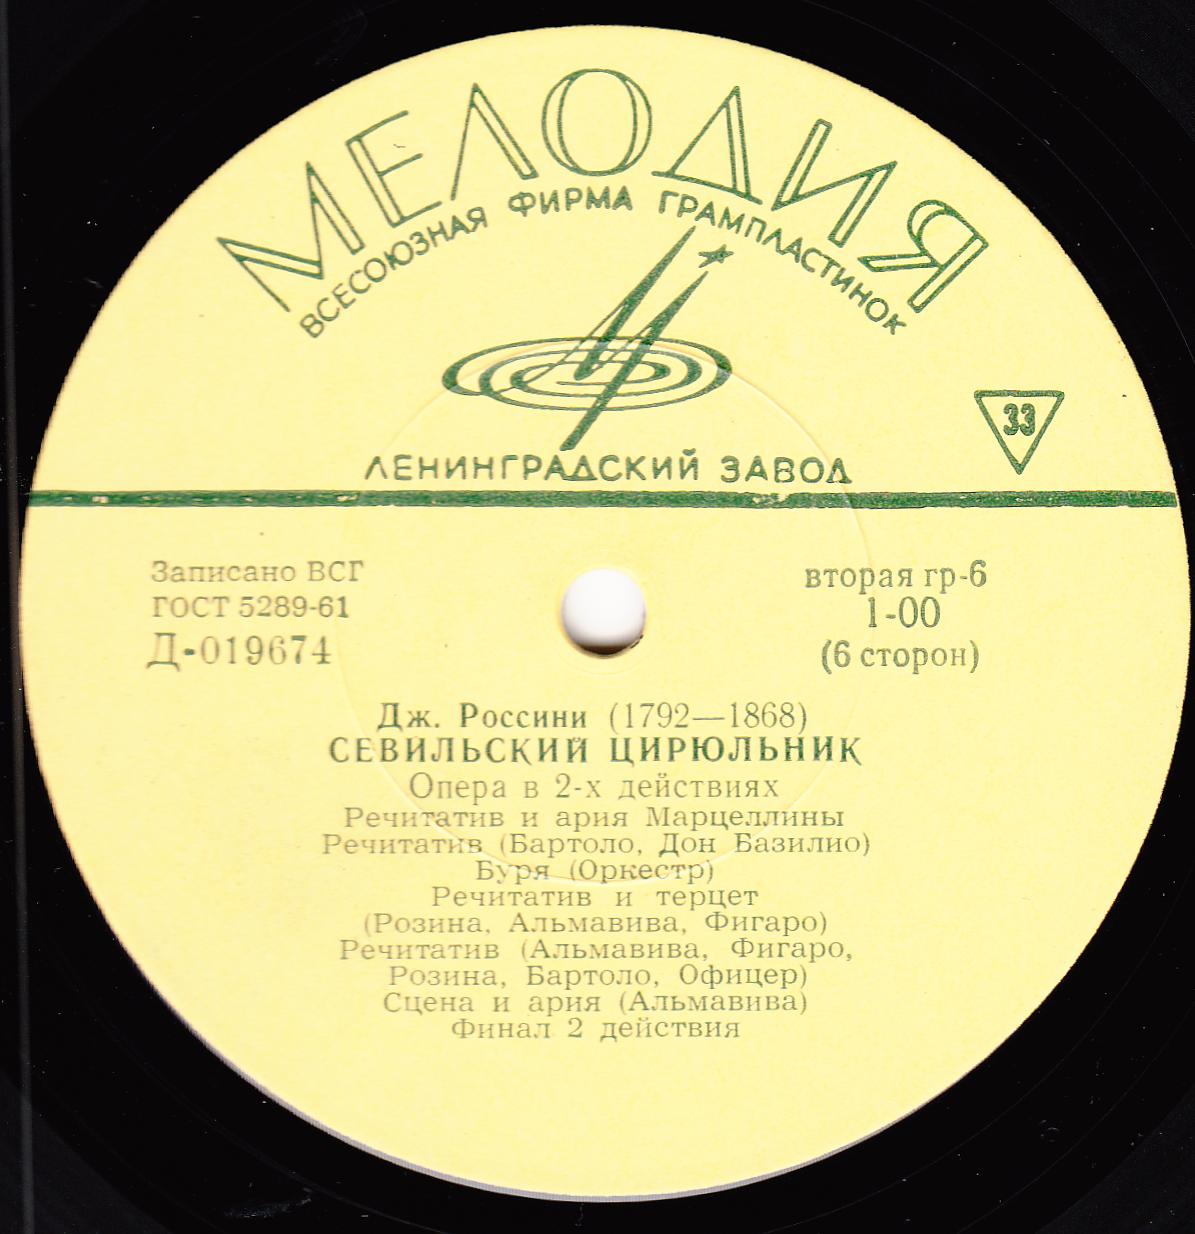 МЕЛОДИЯ
ВСЕСОЮЗНАЯ ФИРМА ГРАМПЛАСТИНОК
33
ЛЕНИНГРАДСКИЙ ЗАВОД
Записано ВСГ
ГОСТ 5289-61
Д-019674
вторая гр-6
1-00
(6 сторон)
Дж. Россини (1792—1868)
СЕВИЛЬСКИЙ ЦИРЮЛЬНИК
Опера в 2-х действиях
Речитатив и ария Марцеллины
Речитатив (Бартоло, Дон Базилио)
Буря (Оркестр)
Речитатив и терцет
(Розина, Альмавива, Фигаро)
Речитатив (Альмавива, Фигаро,
Розина, Бартоло, Офицер)
Сцена и ария (Альмавива)
Финал 2 действия